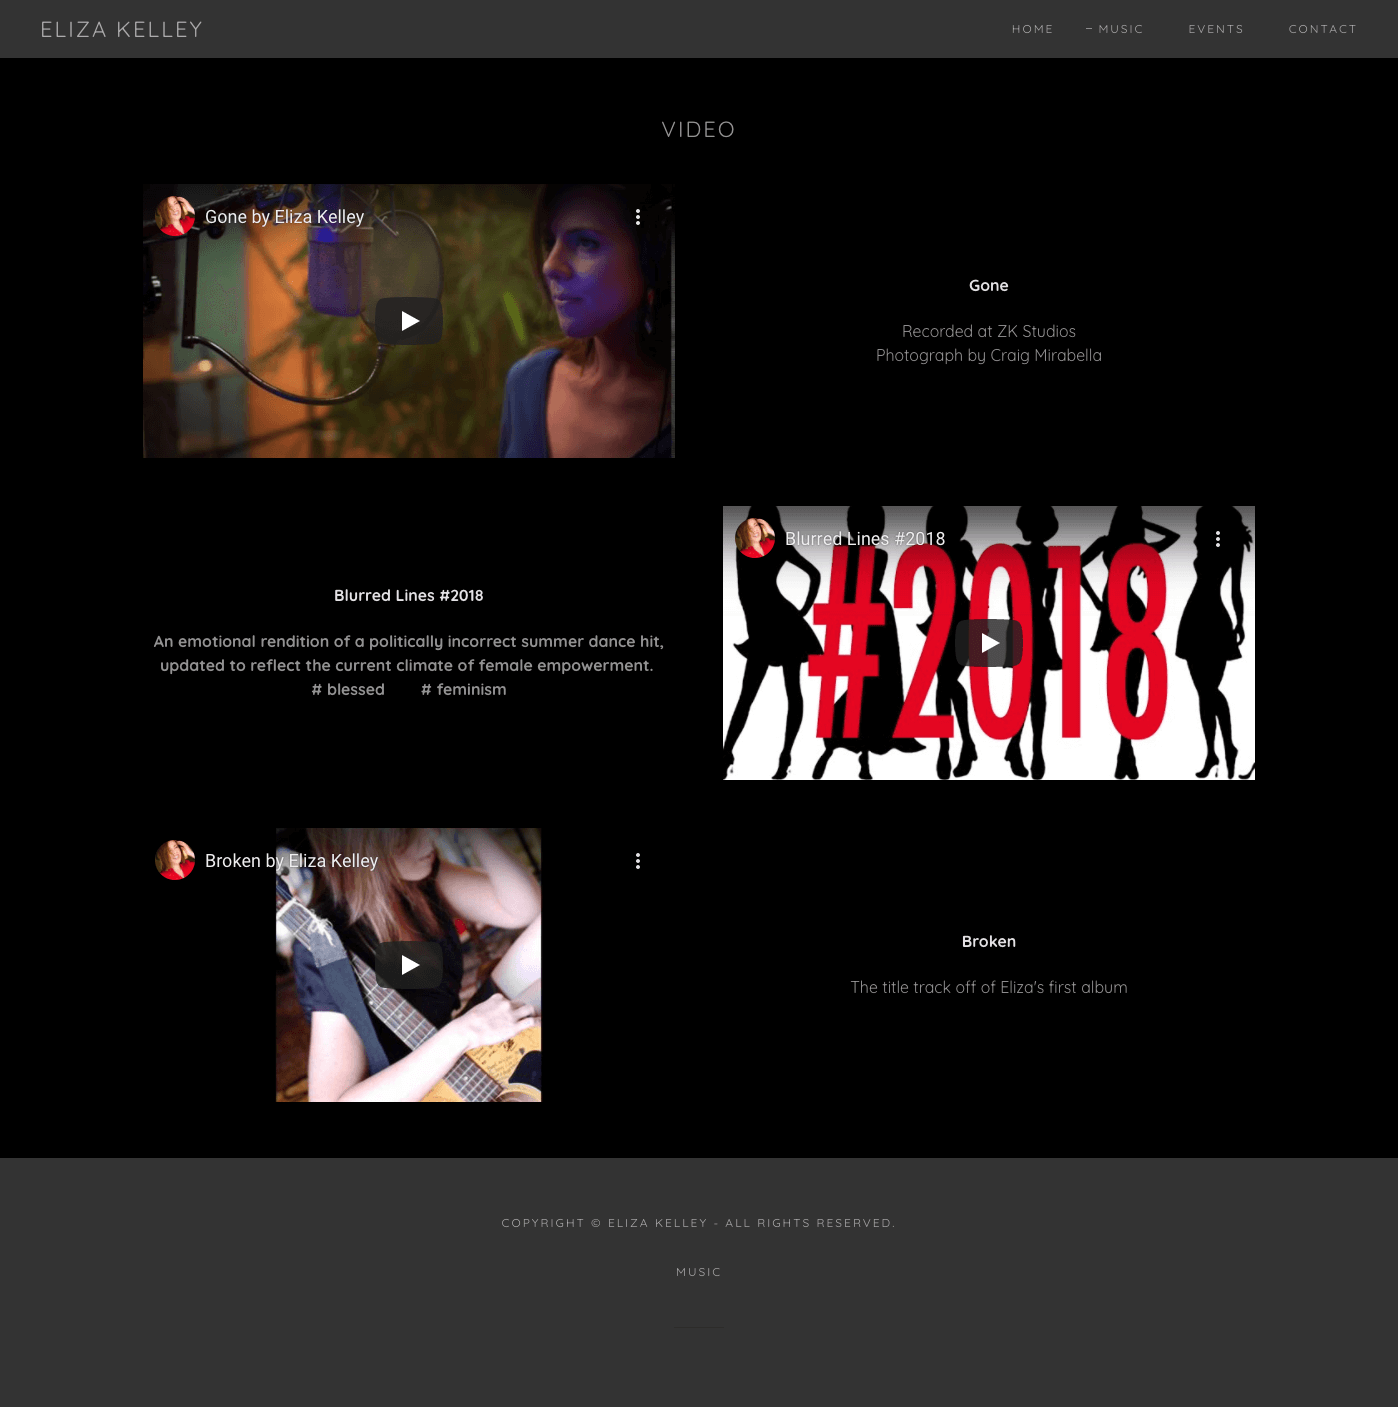 ELIZA KELLEY
HOME
– MUSIC
EVENTS
CONTACT
VIDEO
Gone by Eliza Kelley
Gone
Recorded at ZK Studios
Photograph by Craig Mirabella
Blurred Lines #2018
An emotional rendition of a politically incorrect summer dance hit,
updated to reflect the current climate of female empowerment.
# blessed # feminism
Blurred Lines #2018
#2018
Broken by Eliza Kelley
Broken
The title track off of Eliza's first album
COPYRIGHT © ELIZA KELLEY - ALL RIGHTS RESERVED.
MUSIC